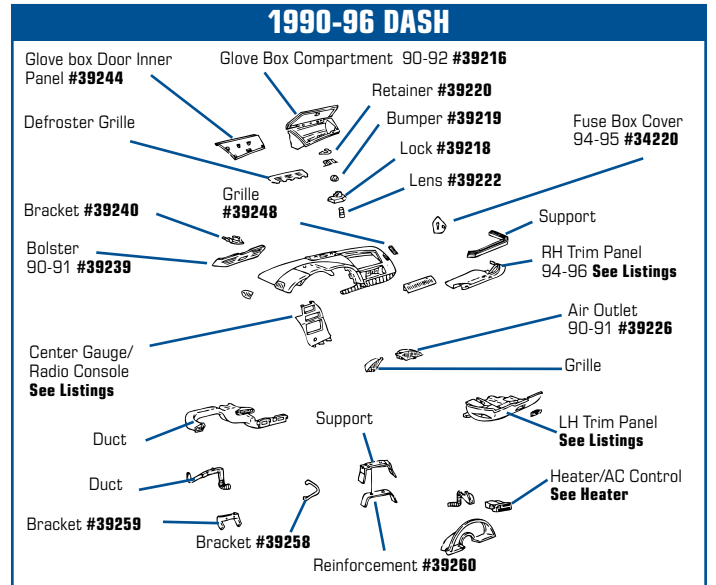 1990-96 DASH
Glove box Door Inner
Panel #39244
Glove Box Compartment 90-92 #39216
Retainer #39220
Bumper #39219
Lock #39218
Lens #39222
Fuse Box Cover
94-95 #34220
Defroster Grille
Grille
#39248
Bracket #39240
Bolster
90-91 #39239
Support
RH Trim Panel
94-96 See Listings
Air Outlet
90-91 #39226
Grille
Center Gauge/
Radio Console
See Listings
Duct
Support
LH Trim Panel
See Listings
Duct
Heater/AC Control
See Heater
Bracket #39259
Bracket #39258
Reinforcement #39260